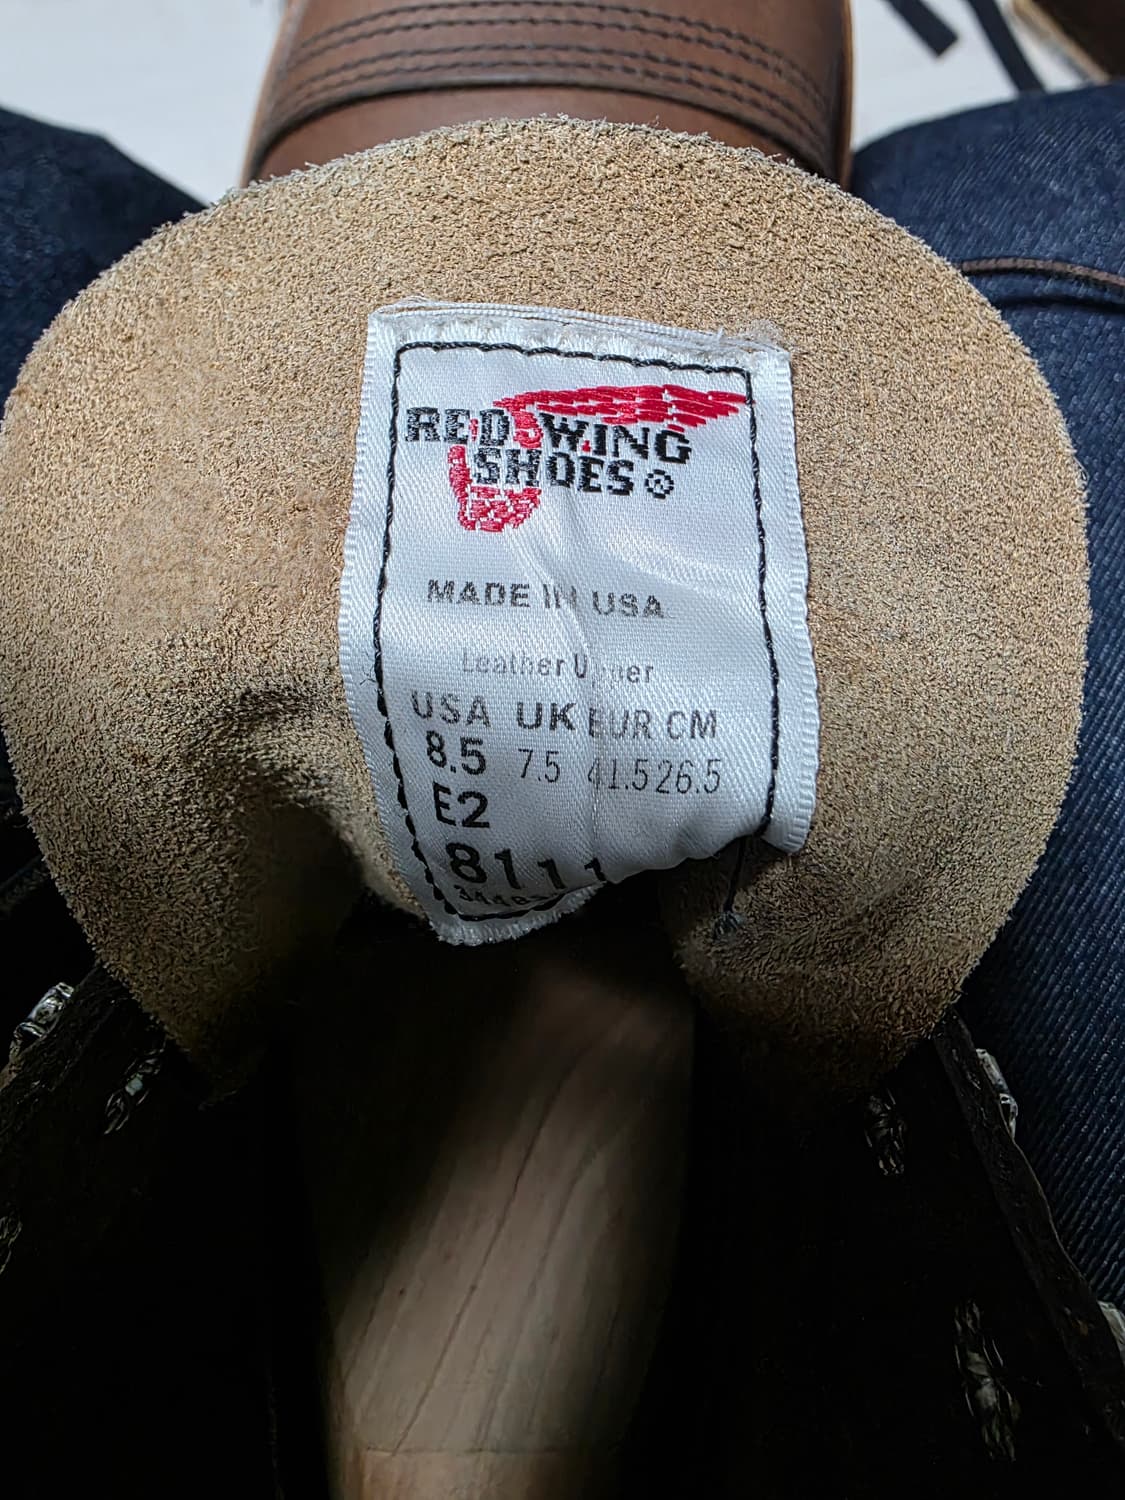 RED WING
SHOES®
MADE IN USA
Leather Upper
USA UK EUR CM
8.5 7.5 41.5 26.5
E2
8111